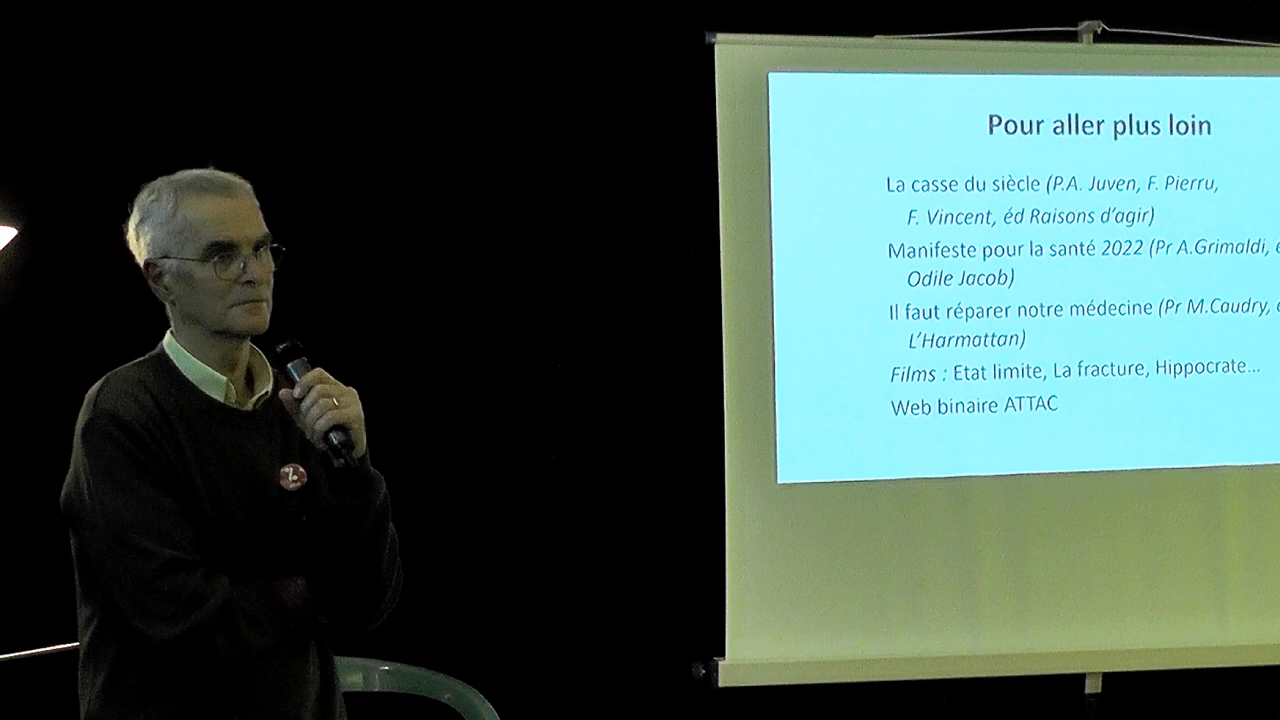 Pour aller plus loin
La casse du siècle (P.A. Juven, F. Pierru,
F. Vincent, éd Raisons d'agir)
Manifeste pour la santé 2022 (Pr A.Grimaldi,
Odile Jacob)
Il faut réparer notre médecine (Pr M.Caudry,
L'Harmattan)
Films : Etat limite, La fracture, Hippocrate...
Web binaire ATTAC